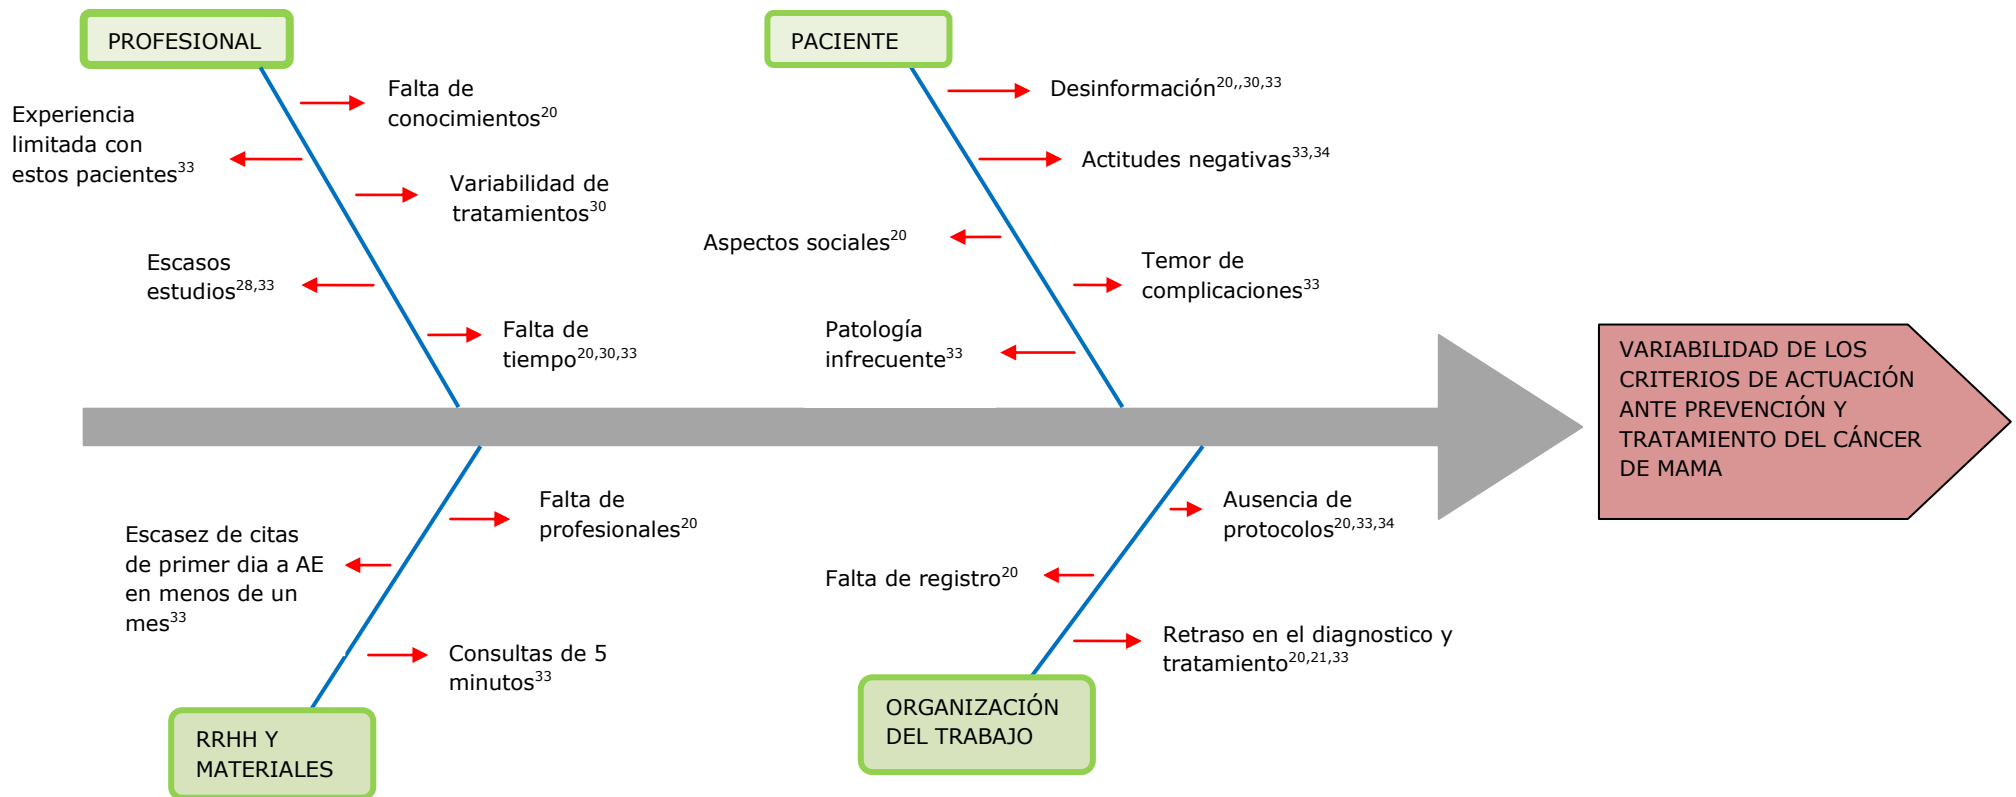 PROFESIONAL
Falta de
conocimientos20
Experiencia
limitada con
estos pacientes33
Variabilidad de
tratamientos30
Escasos
estudios28,33
Falta de
tiempo20,30,33
PACIENTE
Desinformación20,,30,33
Actitudes negativas33,34
Aspectos sociales20
Temor de
complicaciones33
Patología
infrecuente33
VARIABILIDAD DE LOS
CRITERIOS DE ACTUACIÓN
ANTE PREVENCIÓN Y
TRATAMIENTO DEL CÁNCER
DE MAMA
Falta de
profesionales20
Escasez de citas
de primer dia a AE
en menos de un
mes33
Consultas de 5
minutos33
RRHH Y
MATERIALES
Ausencia de
protocolos20,33,34
Falta de registro20
Retraso en el diagnostico y
tratamiento20,21,33
ORGANIZACIÓN
DEL TRABAJO